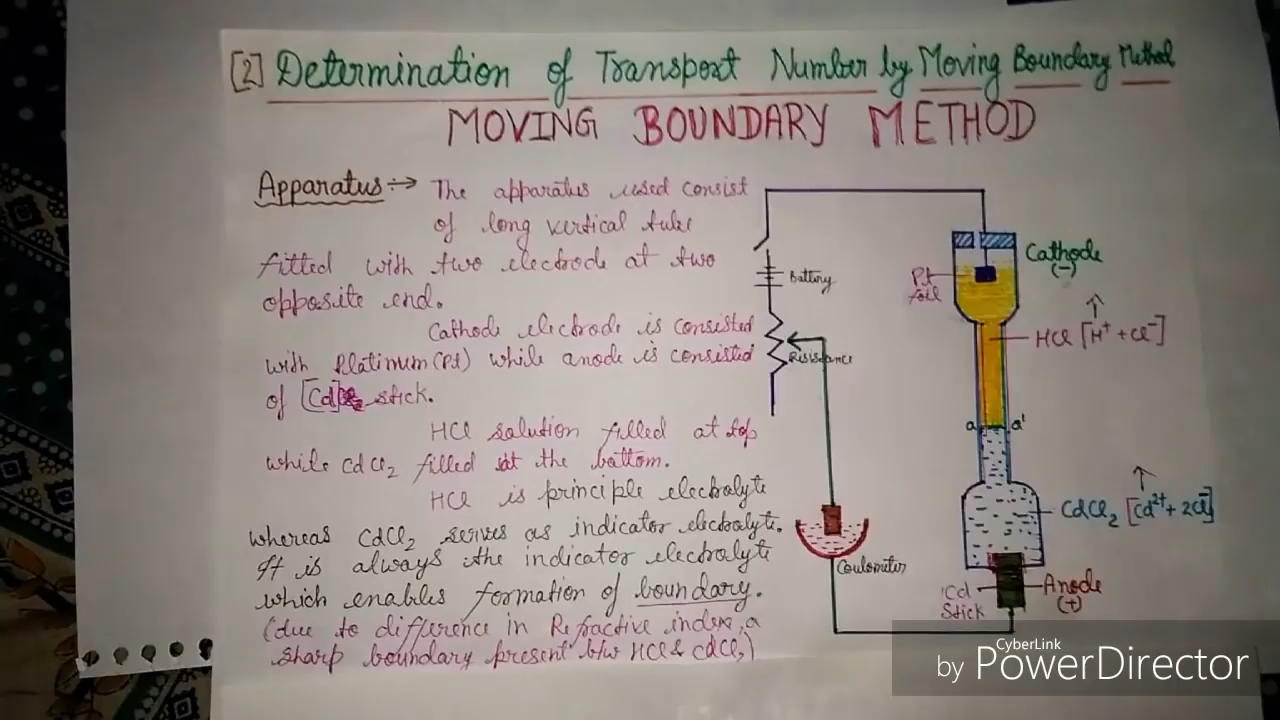 [2] Determination of Transport Number by Moving Boundary Method
MOVING BOUNDARY METHOD
Apparatus :→ The apparatus used consist
of long vertical tube
fitted with two electrode at two
opposite end.
Cathode electrode is consisted
with Platinum (Pt) while anode is consisted
of [Cd] stick.
HCl solution filled at top
while CdCl2 filled at the bottom.
HCl is principle electrolyte
whereas CdCl2 serves as indicator electrolyte.
It is always the indicator electrolyte
which enables formation of boundary.
(due to difference in Refractive index, a
sharp boundary present b/w HCl & CdCl2)
Battery
Resistance
Coulometer
Cathode
(-)
Pt
foil
↑
HCl [H+ + Cl-]
a a'
↑
CdCl2 [Cd2+ + 2Cl-]
Cd
Stick
Anode
(+)
by CyberLink
PowerDirector